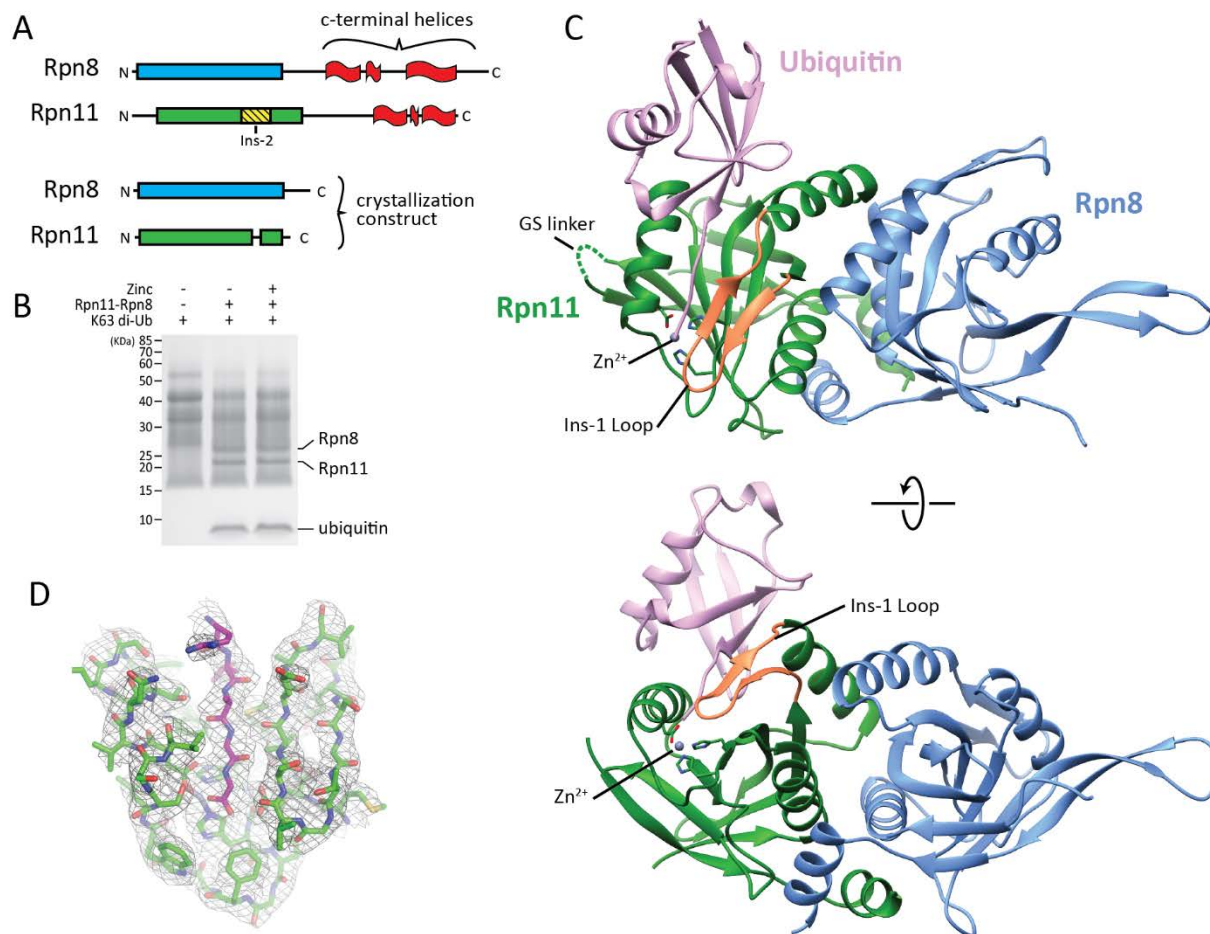 A
c-terminal helices
Rpn8 N C
Rpn11 N C
Ins-2
Rpn8 N C
Rpn11 N C
crystallization
construct
B
Zinc - - +
Rpn11-Rpn8 - + +
K63 di-Ub + + +
(KDa)
85
70
60
50
40
30
25
20
15
10
Rpn8
Rpn11
ubiquitin
C
Ubiquitin
Rpn8
GS linker
Rpn11
Zn²⁺
Ins-1 Loop
Ins-1 Loop
Zn²⁺
D